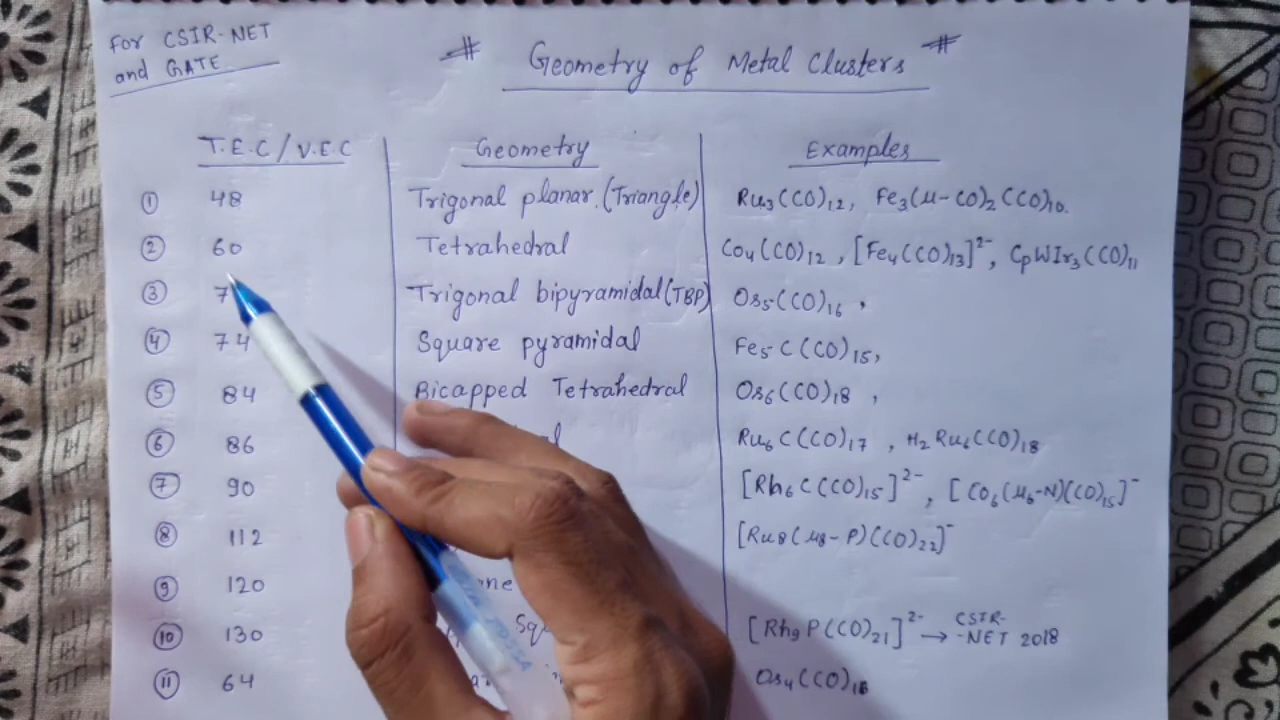 For CSIR-NET
and GATE
# Geometry of Metal Clusters #
T.E.C / V.E.C Geometry Examples
① 48 Trigonal planar. (Triangle) Ru₃(CO)₁₂, Fe₃(μ-CO)₂(CO)₁₀.
② 60 Tetrahedral Co₄(CO)₁₂, [Fe₄(CO)₁₃]²⁻, CpWIr₃(CO)₁₁
③ 7 Trigonal bipyramidal (TBP) Os₅(CO)₁₆,
④ 74 Square pyramidal Fe₅C(CO)₁₅,
⑤ 84 Bicapped Tetrahedral Os₆(CO)₁₈,
⑥ 86 Ru₆C(CO)₁₇, H₂Ru₆(CO)₁₈
⑦ 90 [Rh₆C(CO)₁₅]²⁻, [Co₆(μ₆-N)(CO)₁₅]⁻
⑧ 112 [Ru₈(μ₈-P)(CO)₂₂]⁻
⑨ 120
⑩ 130 [Rh₉P(CO)₂₁]²⁻ → CSIR-
-NET 2018
⑪ 64 Os₄(CO)₁₆